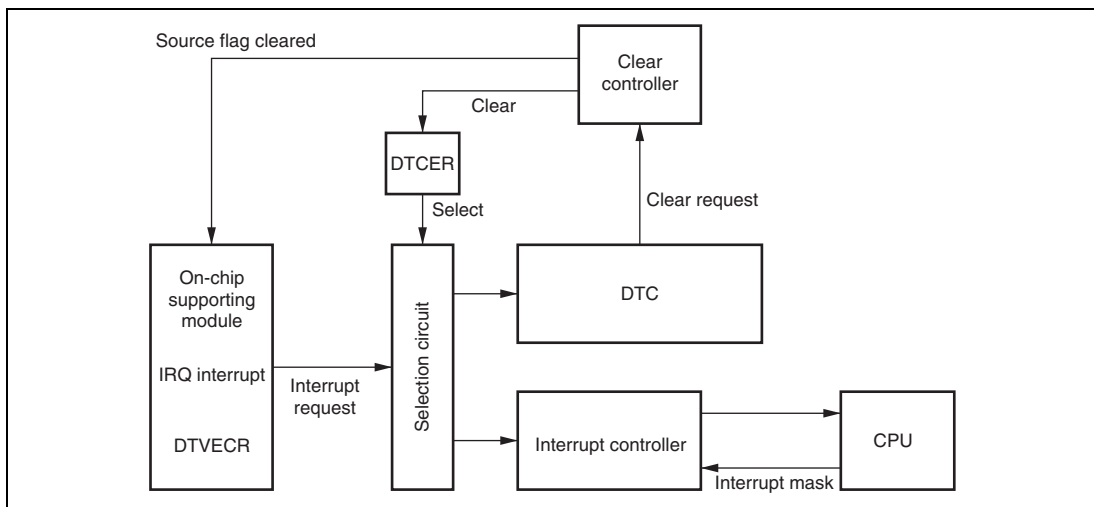 Source flag cleared
Clear
controller
Clear
DTCER
Select
Clear request
On-chip
supporting
module
IRQ interrupt
DTVECR
Interrupt
request
Selection circuit
DTC
Interrupt controller
CPU
Interrupt mask